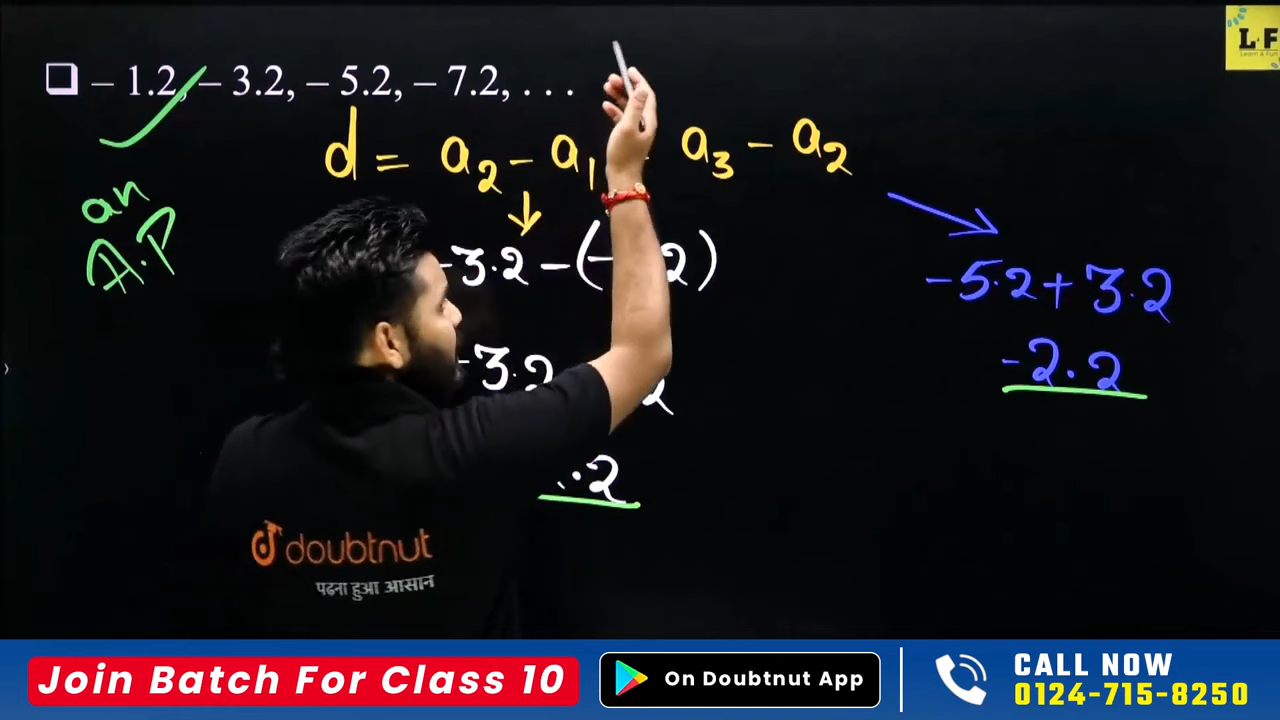 ❑ – 1.2, – 3.2, – 5.2, – 7.2, . . .
d = a₂ – a₁ a₃ – a₂
an
A.P
-3.2 – (– 2)
-5.2 + 3.2
-3.2 2
-2.2
.2
L F
doubtnut
पढना हुआ आसान
Join Batch For Class 10
On Doubtnut App
CALL NOW
0124-715-8250